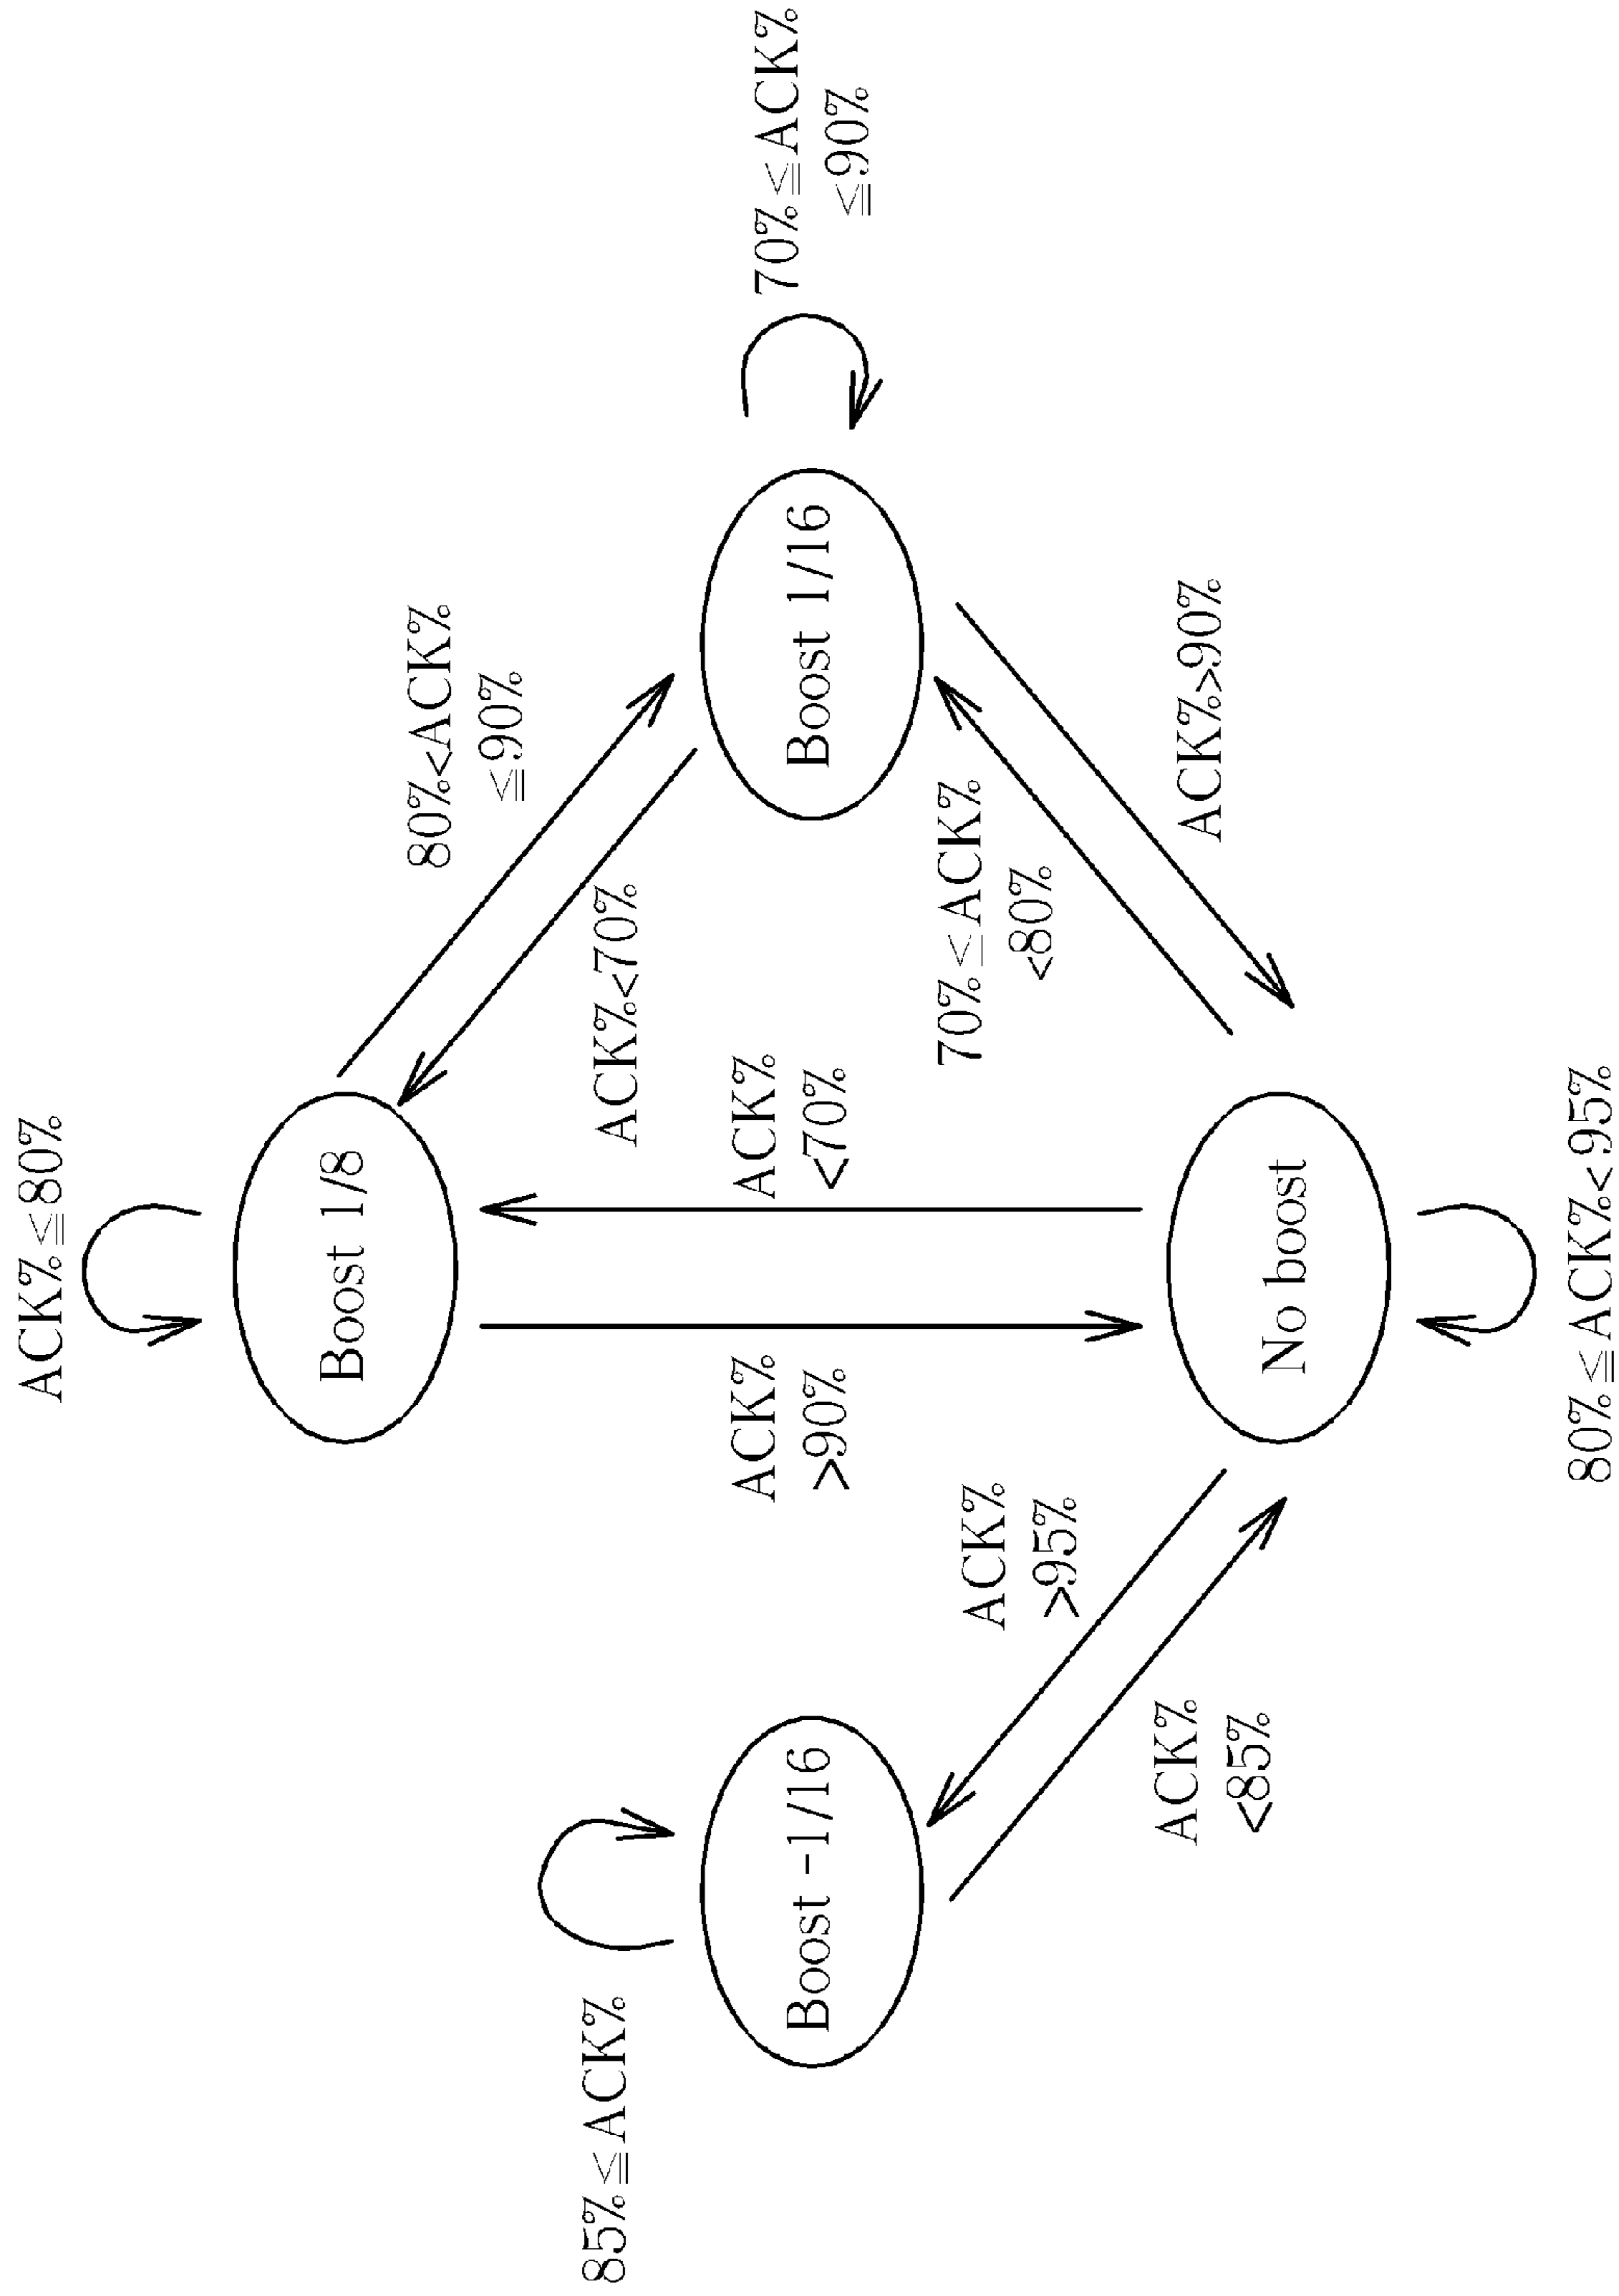 ACK%≦80%
Boost 1/8
80%<ACK%
≦90%
85%≦ACK%
ACK%<70%
ACK%
>90%
ACK%
<70%
70%≦ACK%
≦90%
Boost -1/16
Boost 1/16
ACK%
>95%
70%≦ACK%
<80%
ACK%
<85%
ACK%>90%
No boost
80%≦ACK%<95%